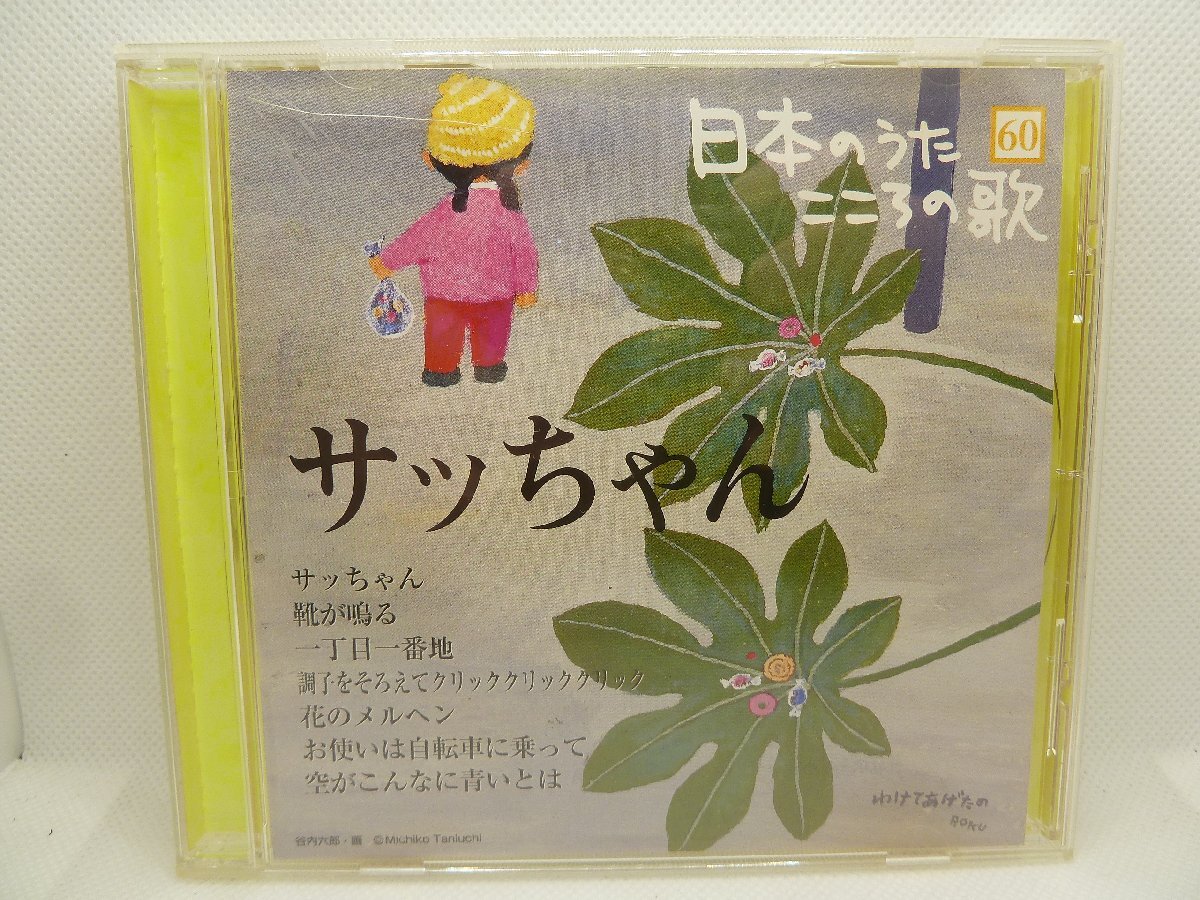 日本のうた
こころの歌
60
サッちゃん
サッちゃん
靴が鳴る
一丁目一番地
調子をそろえてクリッククリッククリック
花のメルヘン
お使いは自転車に乗って
空がこんなに青いとは
わけてあげたの
ROKU
谷内六郎・画 ©Michiko Taniuchi